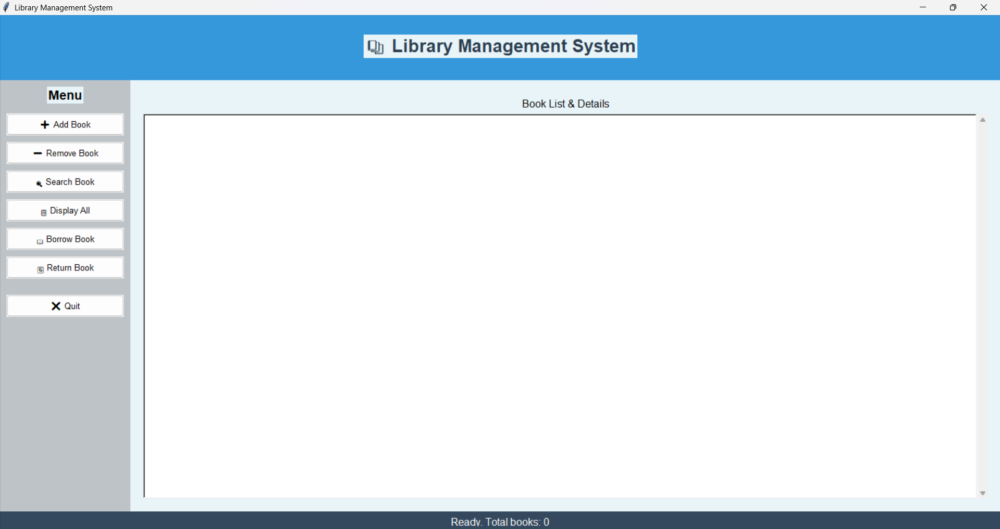 Library Management System
Library Management System
Menu
Add Book
Remove Book
Search Book
Display All
Borrow Book
Return Book
Quit
Book List & Details
Ready. Total books: 0